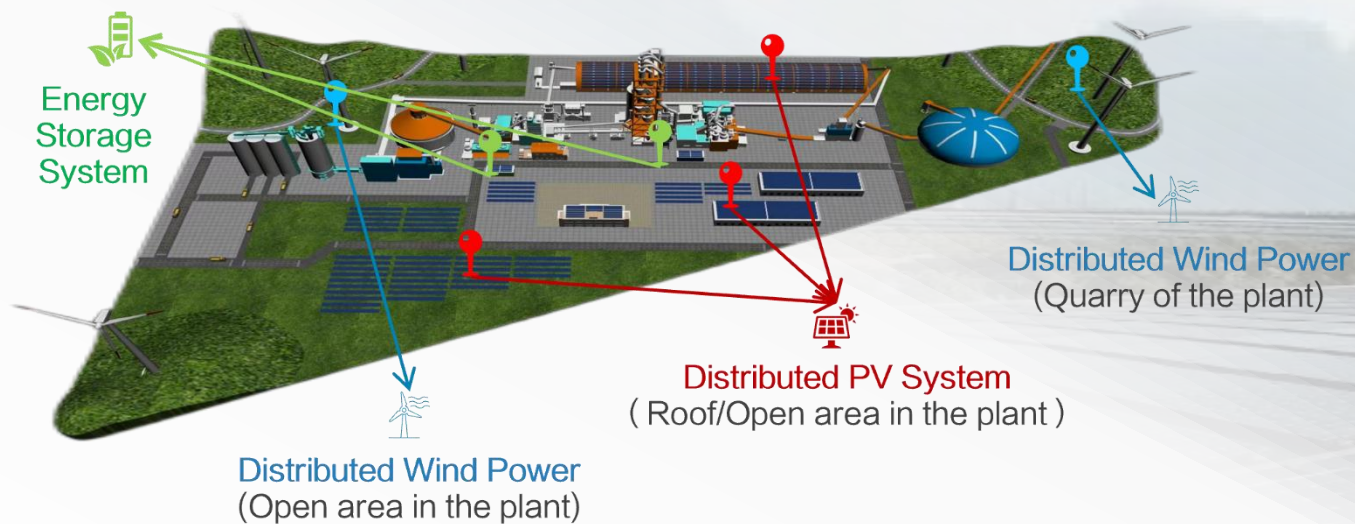 Energy
Storage
System
Distributed Wind Power
(Quarry of the plant)
Distributed PV System
( Roof/Open area in the plant )
Distributed Wind Power
(Open area in the plant)